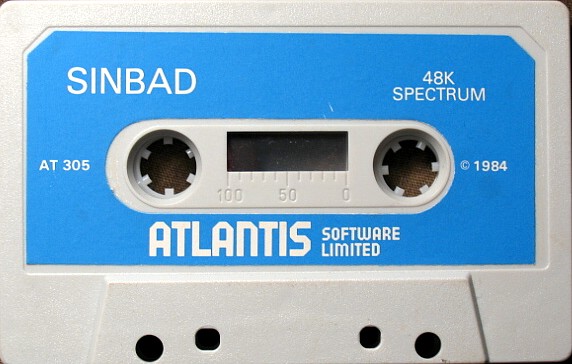 SINBAD
48K
SPECTRUM
AT 305
© 1984
100 50 0
ATLANTIS SOFTWARE
LIMITED